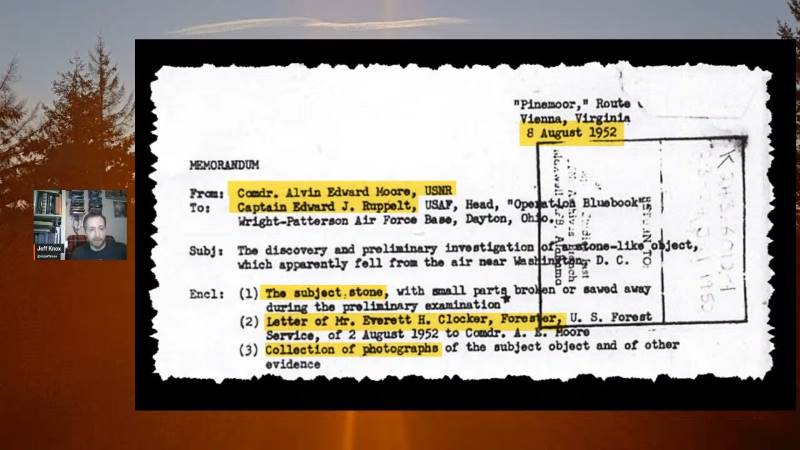 "Pinemoor," Route
Vienna, Virginia
8 August 1952
MEMORANDUM
From: Comdr. Alvin Edward Moore, USNR
To: Captain Edward J. Ruppelt, USAF, Head, "Operation Bluebook"
Wright-Patterson Air Force Base, Dayton, Ohio.
Subj: The discovery and preliminary investigation of a stone-like object,
which apparently fell from the air near Washington, D. C.
Encl: (1) The subject stone, with small parts broken or sawed away
during the preliminary examination*
(2) Letter of Mr. Everett H. Clocker, Forester, U. S. Forest
Service, of 2 August 1952 to Comdr. A. E. Moore
(3) Collection of photographs of the subject object and of other
evidence
RETURN TO:
Jeff Knox